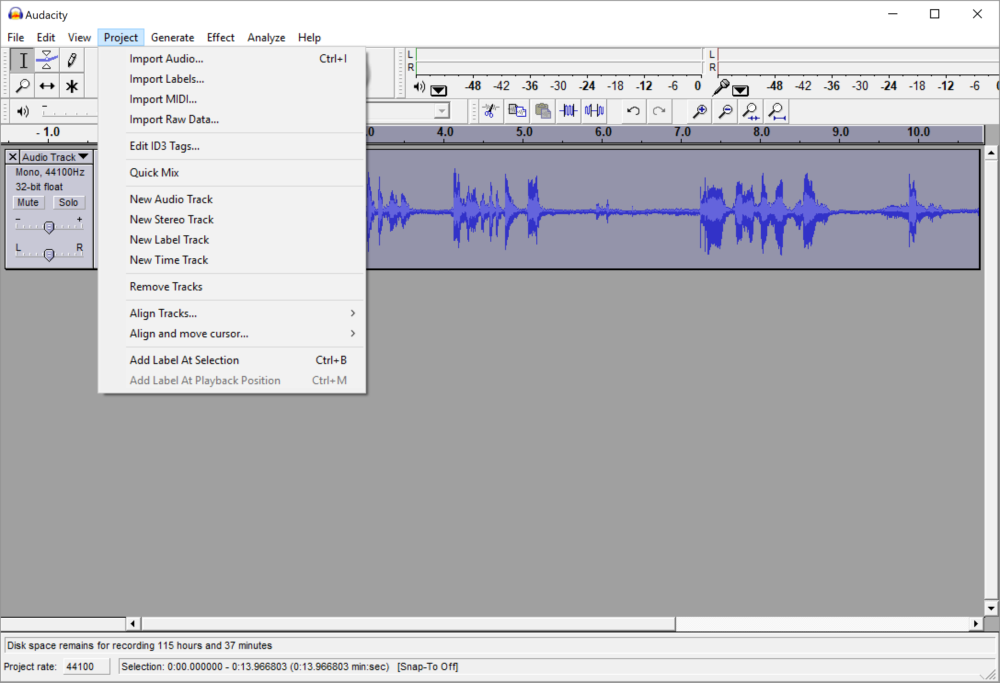 Audacity
File Edit View Project Generate Effect Analyze Help
Import Audio... Ctrl+I
Import Labels...
Import MIDI...
Import Raw Data...
Edit ID3 Tags...
Quick Mix
New Audio Track
New Stereo Track
New Label Track
New Time Track
Remove Tracks
Align Tracks...
Align and move cursor...
Add Label At Selection Ctrl+B
Add Label At Playback Position Ctrl+M
L
R
-48 -42 -36 -30 -24 -18 -12 -6 0
L
R
-48 -42 -36 -30 -24 -18 -12 -6
- 1.0 .0 4.0 5.0 6.0 7.0 8.0 9.0 10.0
X Audio Track
Mono, 44100Hz
32-bit float
Mute Solo
- +
L R
Disk space remains for recording 115 hours and 37 minutes
Project rate: 44100 Selection: 0:00.000000 - 0:13.966803 (0:13.966803 min:sec) [Snap-To Off]